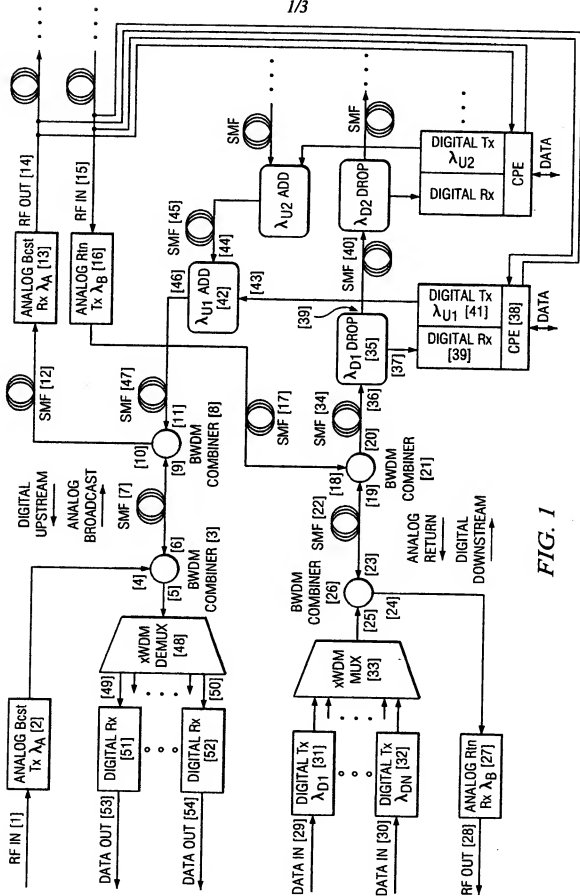 1/3
RF IN [1]
ANALOG Bcst
Tx λA [2]
[4]
[5]
[6]
BWDM
COMBINER [3]
xWDM
DEMUX
[48]
[49]
[50]
DIGITAL Rx
[51]
DIGITAL Rx
[52]
DATA OUT [53]
DATA OUT [54]
DIGITAL
UPSTREAM
ANALOG
BROADCAST
SMF [7]
[9]
[10]
[11]
BWDM
COMBINER [8]
SMF [12]
ANALOG Bcst
Rx λA [13]
RF OUT [14]
RF IN [15]
ANALOG Rtn
Tx λB [16]
SMF [47]
[46]
λU1 ADD
[42]
[43]
[44]
SMF [45]
λU2 ADD
SMF
SMF [17]
DATA IN [29]
DATA IN [30]
DIGITAL Tx
λD1 [31]
DIGITAL Tx
λDN [32]
xWDM
MUX
[33]
BWDM
COMBINER
[26]
[25]
[24]
[23]
ANALOG Rtn
Rx λB [27]
RF OUT [28]
SMF [22]
ANALOG
RETURN
DIGITAL
DOWNSTREAM
[18]
[19]
[20]
BWDM
COMBINER
[21]
SMF [34]
[36]
λD1 DROP
[35]
[39]
[37]
SMF [40]
λD2 DROP
SMF
DIGITAL Rx
[39]
DIGITAL Tx
λU1 [41]
CPE [38]
DATA
DIGITAL Rx
DIGITAL Tx
λU2
CPE
DATA
FIG. 1